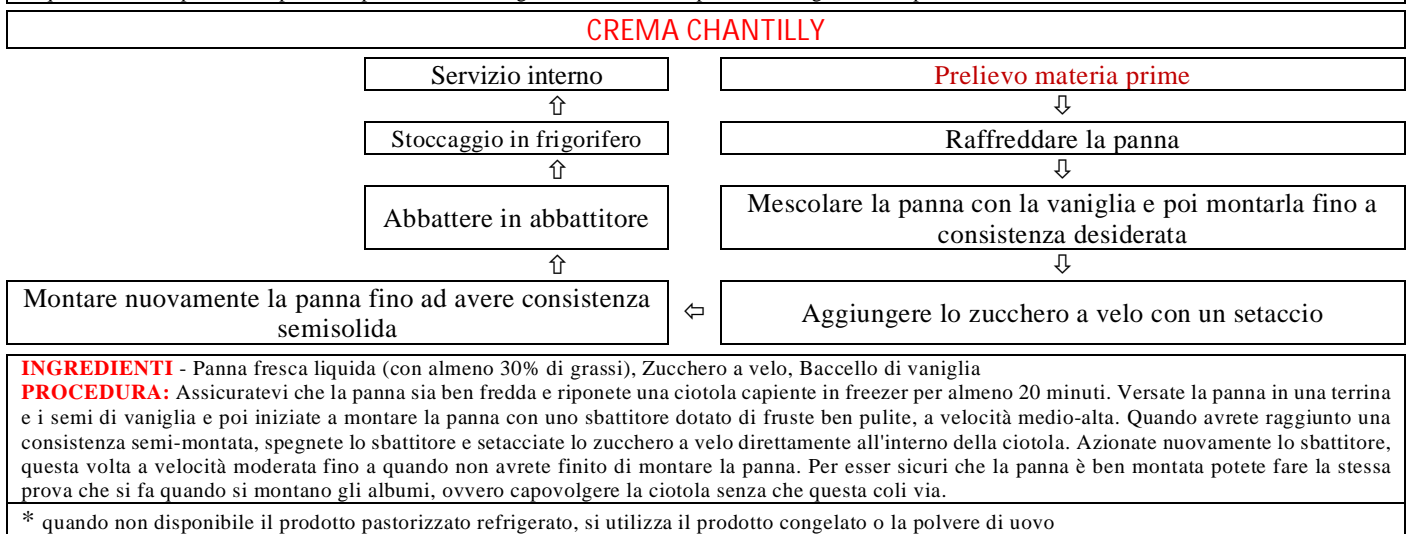 CREMA CHANTILLY
Servizio interno
Prelievo materia prime
⇧
⇩
Stoccaggio in frigorifero
Raffreddare la panna
⇧
⇩
Abbattere in abbattitore
Mescolare la panna con la vaniglia e poi montarla fino a
consistenza desiderata
⇧
⇩
Montare nuovamente la panna fino ad avere consistenza
semisolida
⇦
Aggiungere lo zucchero a velo con un setaccio
INGREDIENTI - Panna fresca liquida (con almeno 30% di grassi), Zucchero a velo, Baccello di vaniglia
PROCEDURA: Assicuratevi che la panna sia ben fredda e riponete una ciotola capiente in freezer per almeno 20 minuti. Versate la panna in una terrina
e i semi di vaniglia e poi iniziate a montare la panna con uno sbattitore dotato di fruste ben pulite, a velocità medio-alta. Quando avrete raggiunto una
consistenza semi-montata, spegnete lo sbattitore e setacciate lo zucchero a velo direttamente all'interno della ciotola. Azionate nuovamente lo sbattitore,
questa volta a velocità moderata fino a quando non avrete finito di montare la panna. Per esser sicuri che la panna è ben montata potete fare la stessa
prova che si fa quando si montano gli albumi, ovvero capovolgere la ciotola senza che questa coli via.
* quando non disponibile il prodotto pastorizzato refrigerato, si utilizza il prodotto congelato o la polvere di uovo